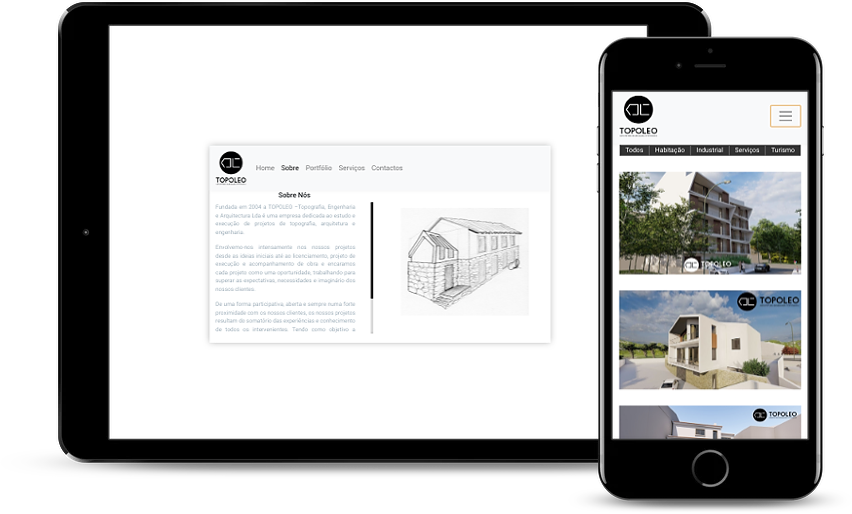 TOPOLEO
Home Sobre Portfólio Serviços Contactos
Sobre Nós
Fundada em 2004 a TOPOLEO –Topografia, Engenharia
e Arquitectura Lda é uma empresa dedicada ao estudo e
execução de projetos de topografia, arquitetura e
engenharia.
Envolvemo-nos intensamente nos nossos projetos
desde as ideias iniciais até ao licenciamento, projeto de
execução e acompanhamento de obra e encaramos
cada projeto como uma oportunidade, trabalhando para
superar as expectativas, necessidades e imaginário dos
nossos clientes.
De uma forma participativa, aberta e sempre numa forte
proximidade com os nossos clientes, os nossos projetos
resultam do somatório das experiências e conhecimento
de todos os intervenientes. Tendo como objetivo a
TOPOLEO
Todos Habitação Industrial Serviços Turismo
TOPOLEO
TOPOLEO
TOPOLEO